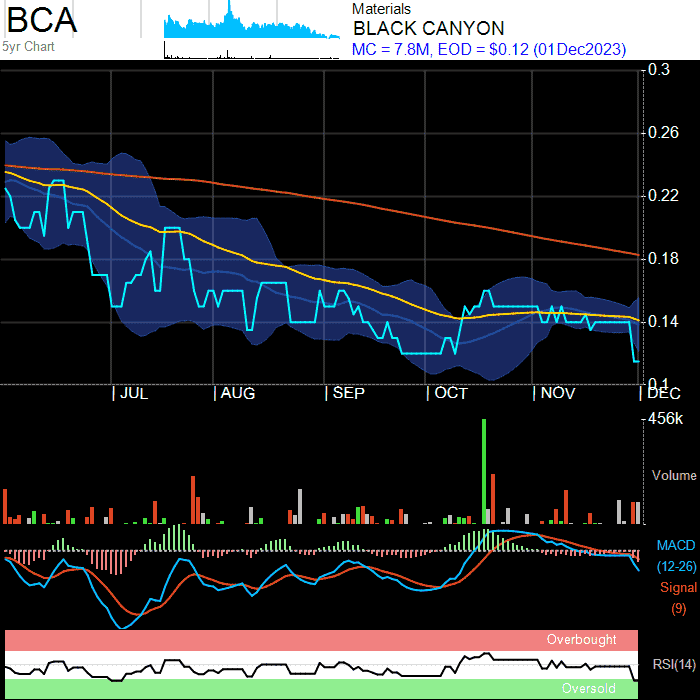 BCA
5yr Chart
Materials
BLACK CANYON
MC = 7.8M, EOD = $0.12 (01Dec2023)
0.3
0.26
0.22
0.18
0.14
0.1
JUL AUG SEP OCT NOV DEC
456k
Volume
MACD
(12-26)
Signal
(9)
Overbought
RSI(14)
Oversold